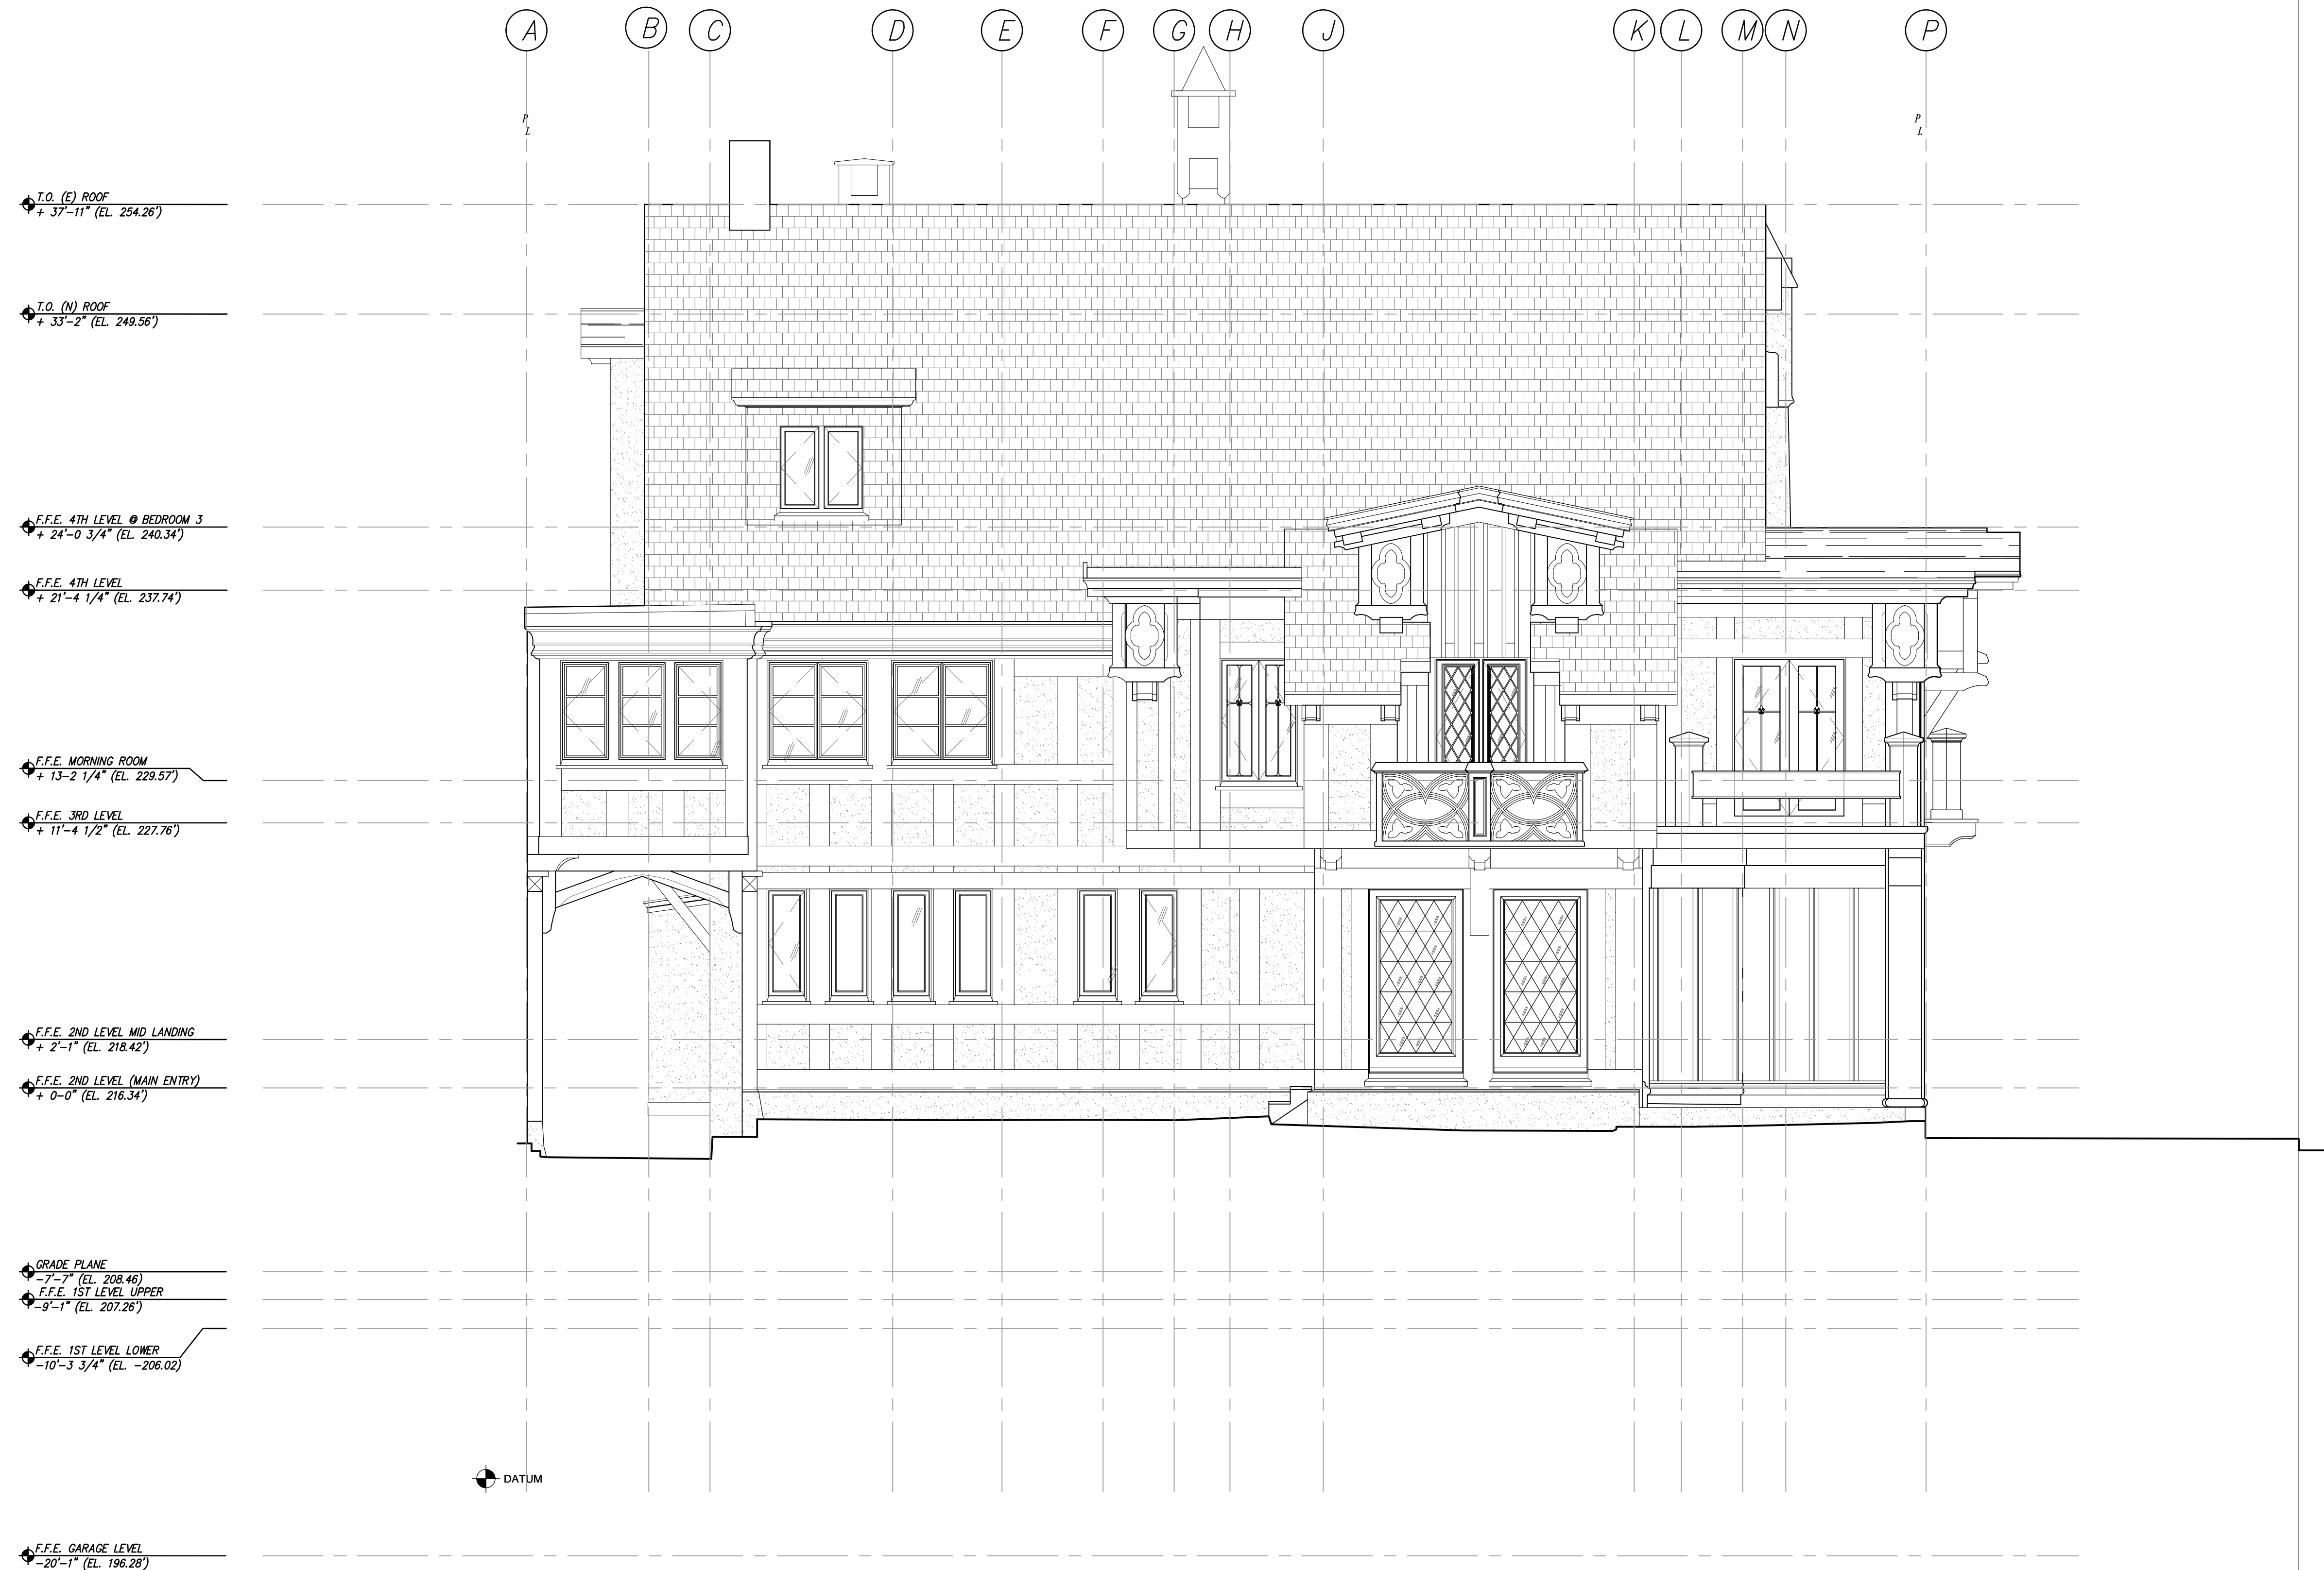 A B C D E F G H J K L M N P
P
L
P
L
T.O. (E) ROOF
+ 37'-11" (EL. 254.26')
T.O. (N) ROOF
+ 33'-2" (EL. 249.56')
F.F.E. 4TH LEVEL @ BEDROOM 3
+ 24'-0 3/4" (EL. 240.34')
F.F.E. 4TH LEVEL
+ 21'-4 1/4" (EL. 237.74')
F.F.E. MORNING ROOM
+ 13-2 1/4" (EL. 229.57')
F.F.E. 3RD LEVEL
+ 11'-4 1/2" (EL. 227.76')
F.F.E. 2ND LEVEL MID LANDING
+ 2'-1" (EL. 218.42')
F.F.E. 2ND LEVEL (MAIN ENTRY)
+ 0-0" (EL. 216.34')
GRADE PLANE
-7'-7" (EL. 208.46)
F.F.E. 1ST LEVEL UPPER
-9'-1" (EL. 207.26')
F.F.E. 1ST LEVEL LOWER
-10'-3 3/4" (EL. -206.02)
DATUM
F.F.E. GARAGE LEVEL
-20'-1" (EL. 196.28')